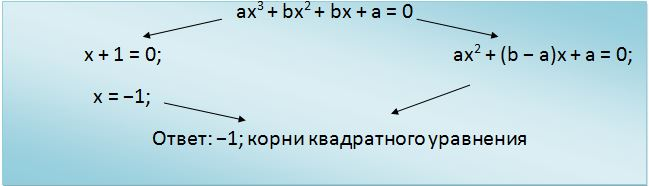 ax³ + bx² + bx + a = 0
x + 1 = 0; ax² + (b − a)x + a = 0;
x = −1;
Ответ: −1; корни квадратного уравнения